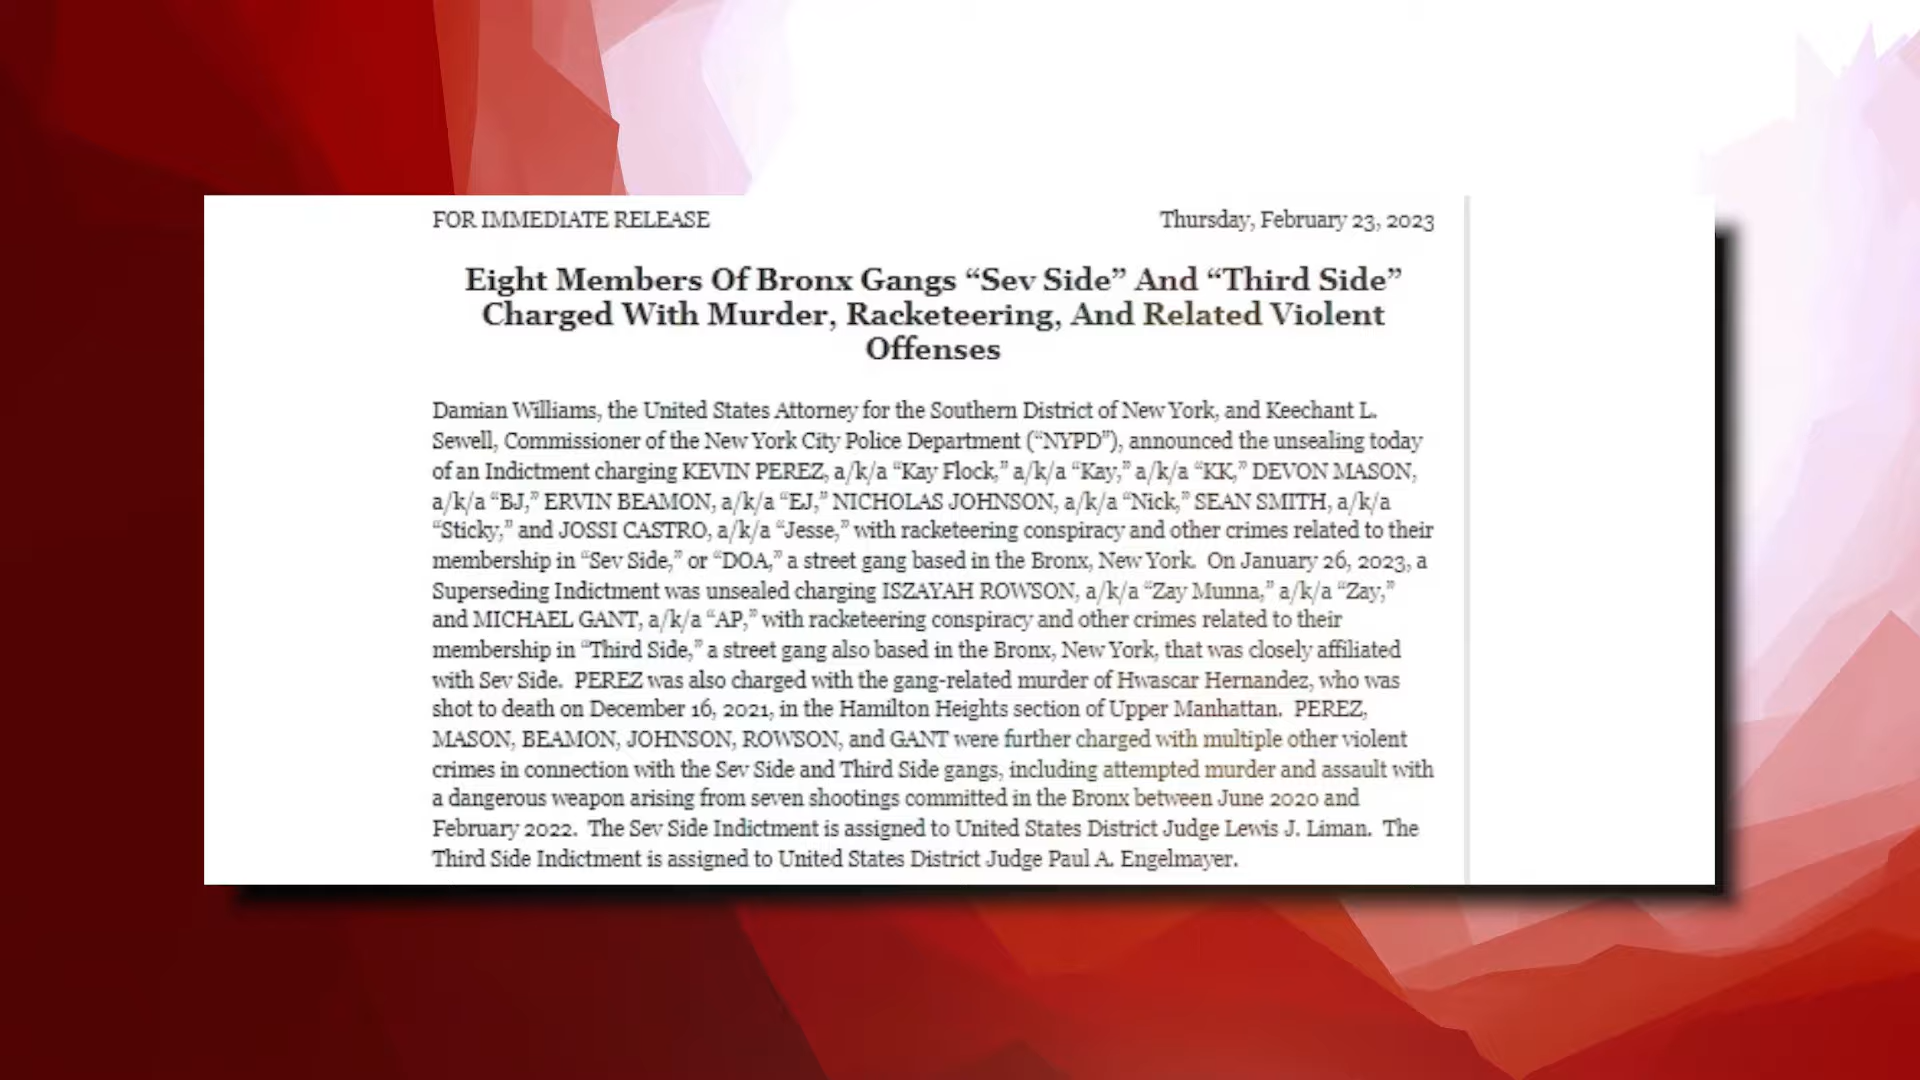 FOR IMMEDIATE RELEASE
Thursday, February 23, 2023
Eight Members Of Bronx Gangs “Sev Side” And “Third Side”
Charged With Murder, Racketeering, And Related Violent
Offenses
Damian Williams, the United States Attorney for the Southern District of New York, and Keechant L.
Sewell, Commissioner of the New York City Police Department (“NYPD”), announced the unsealing today
of an Indictment charging KEVIN PEREZ, a/k/a “Kay Flock,” a/k/a “Kay,” a/k/a “KK,” DEVON MASON,
a/k/a “BJ,” ERVIN BEAMON, a/k/a “EJ,” NICHOLAS JOHNSON, a/k/a “Nick,” SEAN SMITH, a/k/a
“Sticky,” and JOSSI CASTRO, a/k/a “Jesse,” with racketeering conspiracy and other crimes related to their
membership in “Sev Side,” or “DOA,” a street gang based in the Bronx, New York.  On January 26, 2023, a
Superseding Indictment was unsealed charging ISZAYAH ROWSON, a/k/a “Zay Munna,” a/k/a “Zay,”
and MICHAEL GANT, a/k/a “AP,” with racketeering conspiracy and other crimes related to their
membership in “Third Side,” a street gang also based in the Bronx, New York, that was closely affiliated
with Sev Side.  PEREZ was also charged with the gang-related murder of Hwascar Hernandez, who was
shot to death on December 16, 2021, in the Hamilton Heights section of Upper Manhattan.  PEREZ,
MASON, BEAMON, JOHNSON, ROWSON, and GANT were further charged with multiple other violent
crimes in connection with the Sev Side and Third Side gangs, including attempted murder and assault with
a dangerous weapon arising from seven shootings committed in the Bronx between June 2020 and
February 2022.  The Sev Side Indictment is assigned to United States District Judge Lewis J. Liman.  The
Third Side Indictment is assigned to United States District Judge Paul A. Engelmayer.